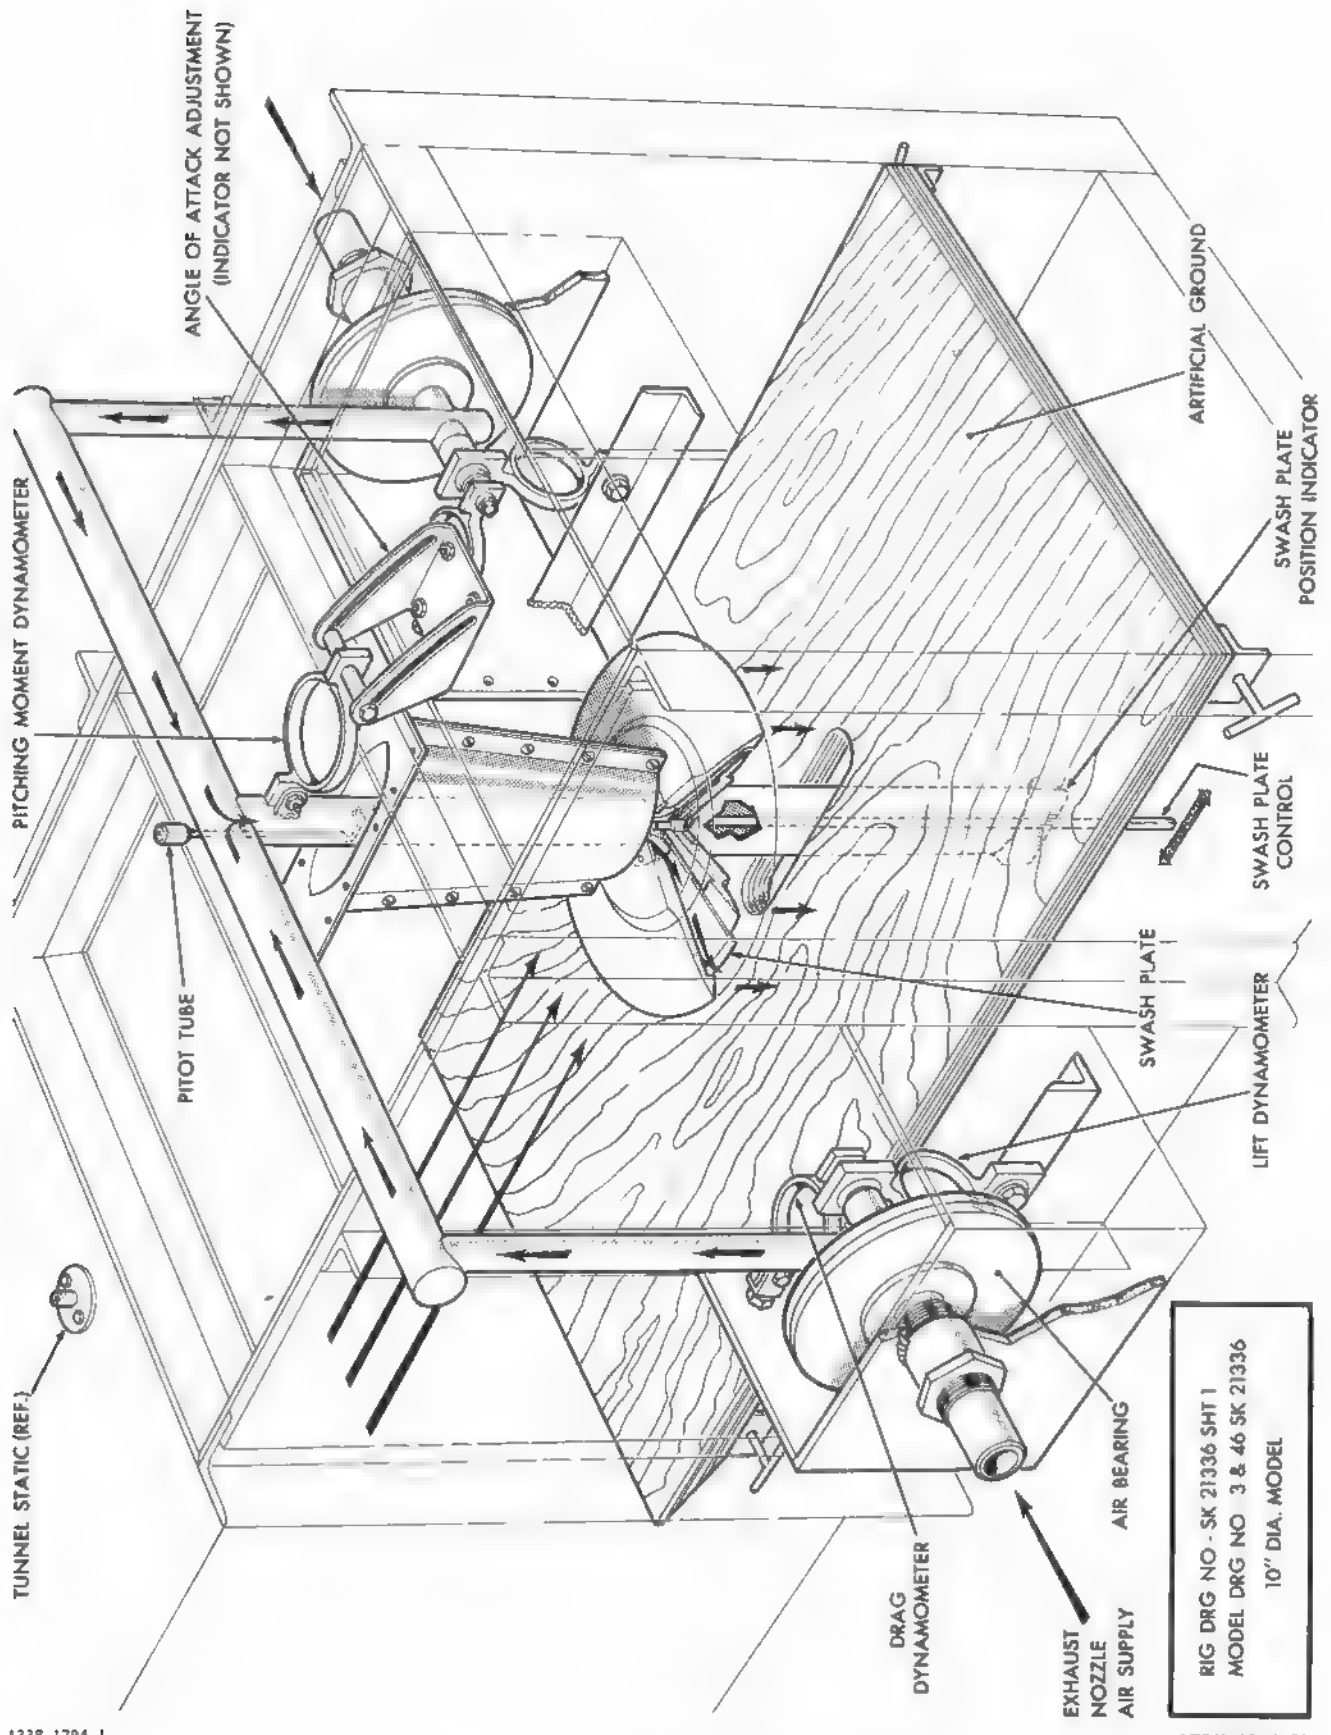 TUNNEL STATIC (REF.)
PITOT TUBE
PITCHING MOMENT DYNAMOMETER
ANGLE OF ATTACK ADJUSTMENT
(INDICATOR NOT SHOWN)
DRAG
DYNAMOMETER
EXHAUST
NOZZLE
AIR SUPPLY
AIR BEARING
LIFT DYNAMOMETER
SWASH PLATE
SWASH PLATE
CONTROL
SWASH PLATE
POSITION INDICATOR
ARTIFICIAL GROUND
RIG DRG NO - SK 21336 SHT 1
MODEL DRG NO 3 & 46 SK 21336
10" DIA. MODEL